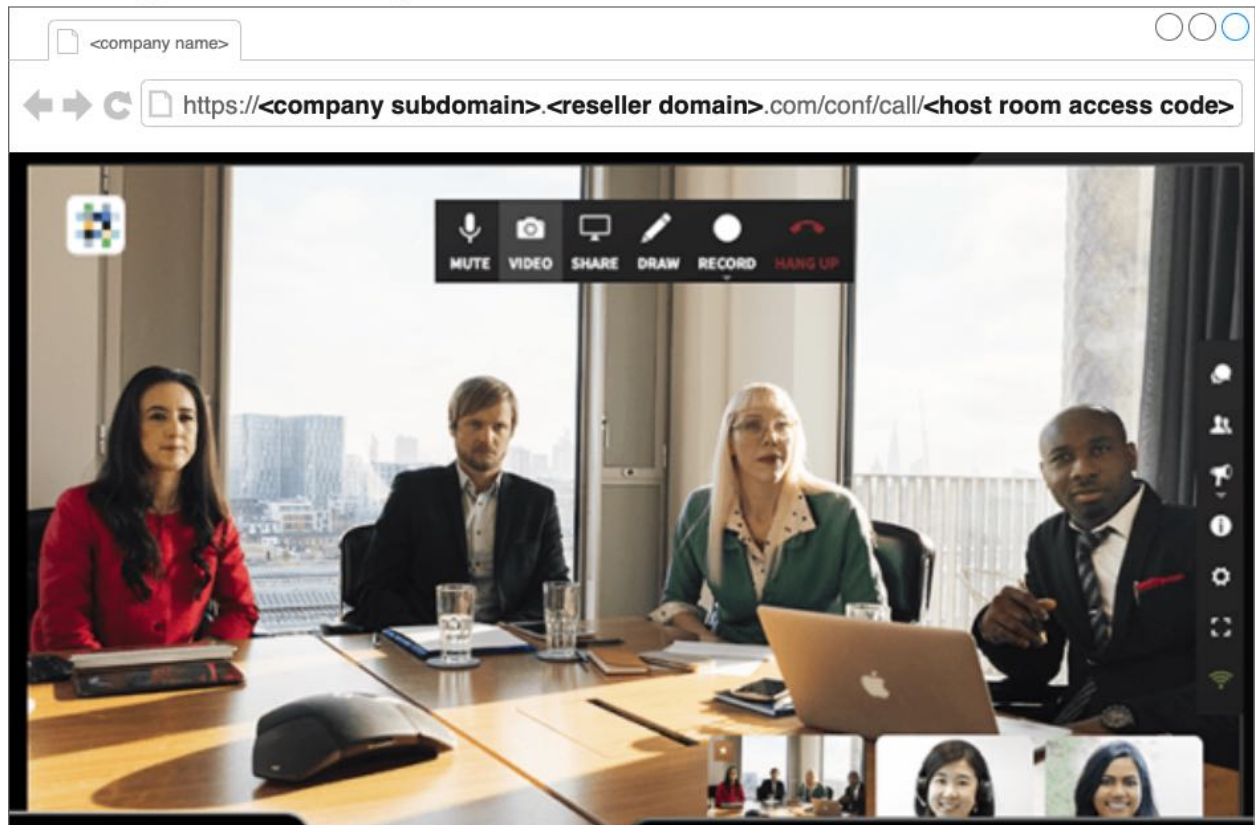 <company name>
https://<company subdomain>.<reseller domain>.com/conf/call/<host room access code>
MUTE VIDEO SHARE DRAW RECORD HANG UP